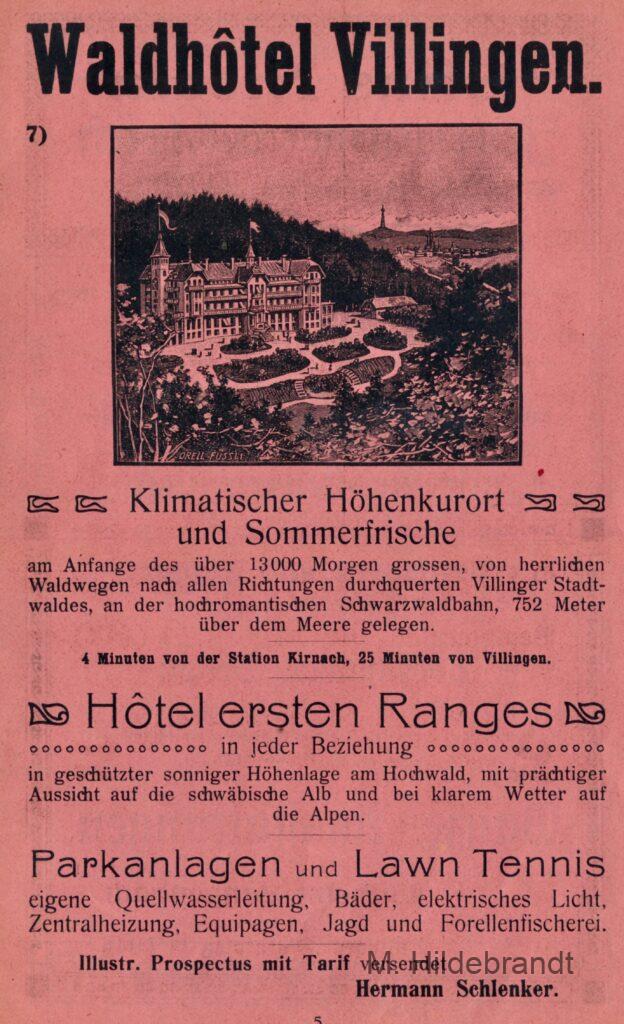 Waldhôtel Villingen.
7)
ORELL-FÜSSLI
Klimatischer Höhenkurort
und Sommerfrische
am Anfange des über 13000 Morgen grossen, von herrlichen
Waldwegen nach allen Richtungen durchquerten Villinger Stadt-
waldes, an der hochromantischen Schwarzwaldbahn, 752 Meter
über dem Meere gelegen.
4 Minuten von der Station Kirnach, 25 Minuten von Villingen.
Hôtel ersten Ranges
in jeder Beziehung
in geschützter sonniger Höhenlage am Hochwald, mit prächtiger
Aussicht auf die schwäbische Alb und bei klarem Wetter auf
die Alpen.
Parkanlagen und Lawn Tennis
eigene Quellwasserleitung, Bäder, elektrisches Licht,
Zentralheizung, Equipagen, Jagd und Forellenfischerei.
Illustr. Prospectus mit Tarif versendet
M. Hildebrandt
Hermann Schlenker.
5